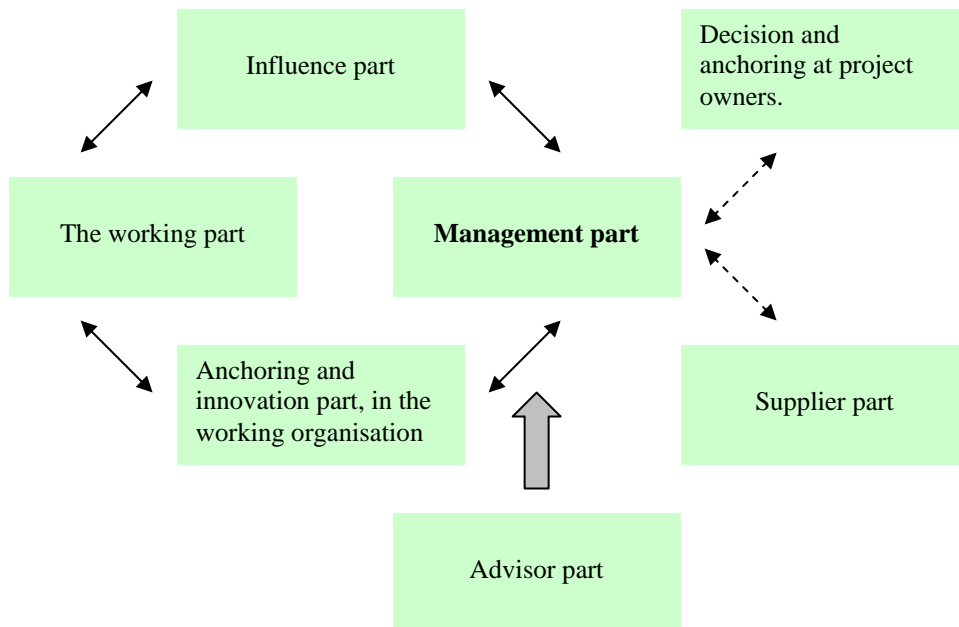 Influence part
Decision and
anchoring at project
owners.
The working part
Management part
Anchoring and
innovation part, in the
working organisation
Supplier part
Advisor part